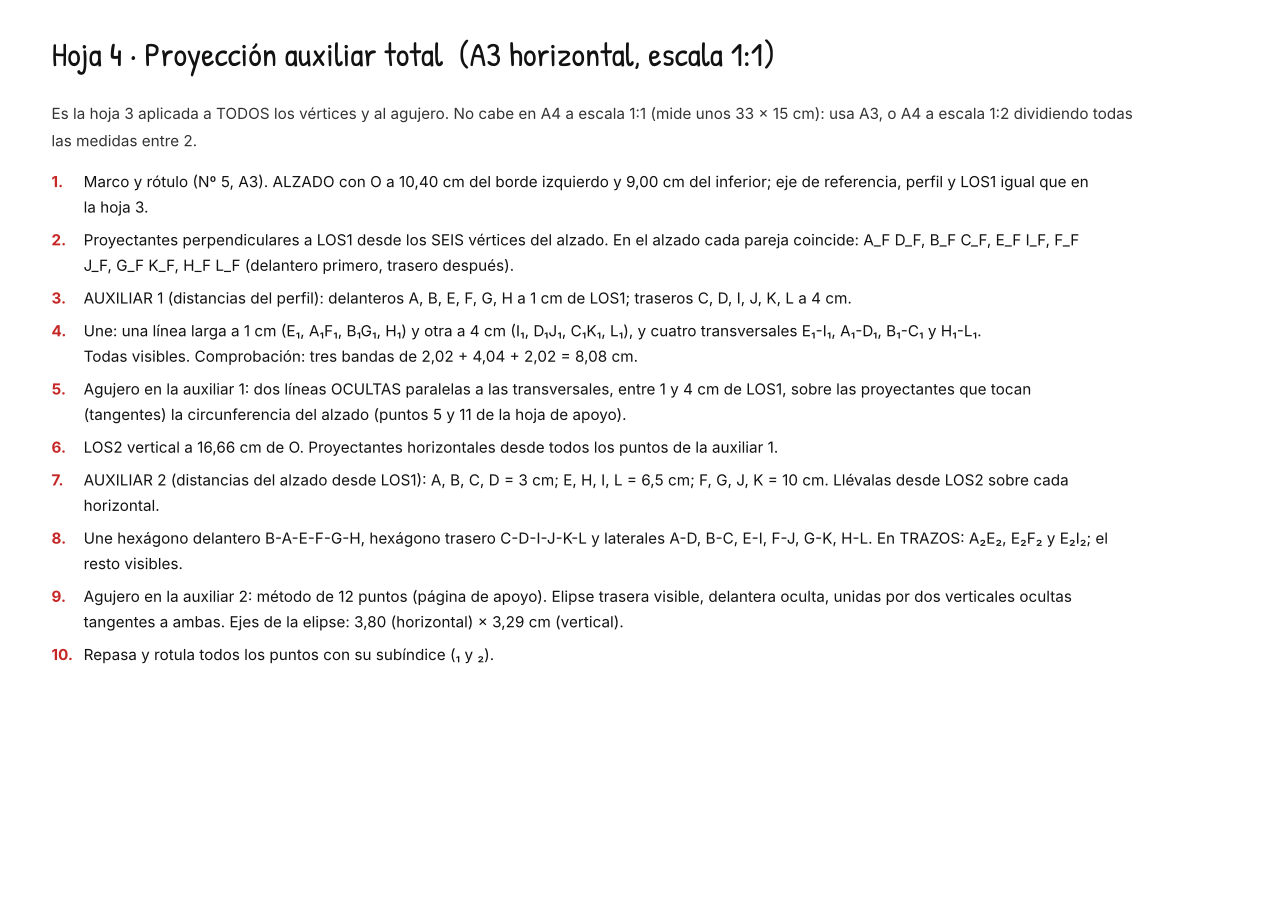 Hoja 4 · Proyección auxiliar total (A3 horizontal, escala 1:1)
Es la hoja 3 aplicada a TODOS los vértices y al agujero. No cabe en A4 a escala 1:1 (mide unos 33 × 15 cm): usa A3, o A4 a escala 1:2 dividiendo todas
las medidas entre 2.
1. Marco y rótulo (Nº 5, A3). ALZADO con O a 10,40 cm del borde izquierdo y 9,00 cm del inferior; eje de referencia, perfil y LOS1 igual que en
la hoja 3.
2. Proyectantes perpendiculares a LOS1 desde los SEIS vértices del alzado. En el alzado cada pareja coincide: A_F D_F, B_F C_F, E_F I_F, F_F
J_F, G_F K_F, H_F L_F (delantero primero, trasero después).
3. AUXILIAR 1 (distancias del perfil): delanteros A, B, E, F, G, H a 1 cm de LOS1; traseros C, D, I, J, K, L a 4 cm.
4. Une: una línea larga a 1 cm (E₁, A₁F₁, B₁G₁, H₁) y otra a 4 cm (I₁, D₁J₁, C₁K₁, L₁), y cuatro transversales E₁-I₁, A₁-D₁, B₁-C₁ y H₁-L₁.
Todas visibles. Comprobación: tres bandas de 2,02 + 4,04 + 2,02 = 8,08 cm.
5. Agujero en la auxiliar 1: dos líneas OCULTAS paralelas a las transversales, entre 1 y 4 cm de LOS1, sobre las proyectantes que tocan
(tangentes) la circunferencia del alzado (puntos 5 y 11 de la hoja de apoyo).
6. LOS2 vertical a 16,66 cm de O. Proyectantes horizontales desde todos los puntos de la auxiliar 1.
7. AUXILIAR 2 (distancias del alzado desde LOS1): A, B, C, D = 3 cm; E, H, I, L = 6,5 cm; F, G, J, K = 10 cm. Llévalas desde LOS2 sobre cada
horizontal.
8. Une hexágono delantero B-A-E-F-G-H, hexágono trasero C-D-I-J-K-L y laterales A-D, B-C, E-I, F-J, G-K, H-L. En TRAZOS: A₂E₂, E₂F₂ y E₂I₂; el
resto visibles.
9. Agujero en la auxiliar 2: método de 12 puntos (página de apoyo). Elipse trasera visible, delantera oculta, unidas por dos verticales ocultas
tangentes a ambas. Ejes de la elipse: 3,80 (horizontal) × 3,29 cm (vertical).
10. Repasa y rotula todos los puntos con su subíndice (₁ y ₂).